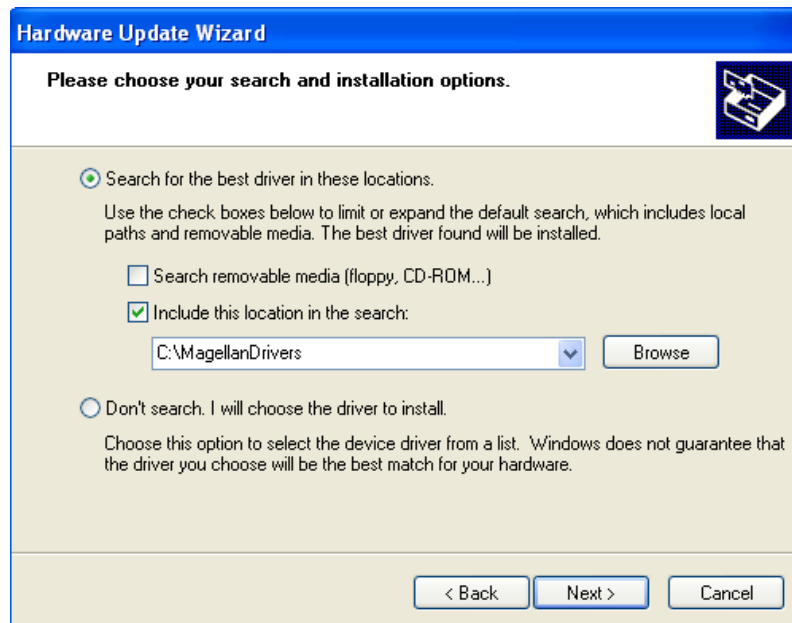 Hardware Update Wizard
Please choose your search and installation options.
Search for the best driver in these locations.
Use the check boxes below to limit or expand the default search, which includes local
paths and removable media. The best driver found will be installed.
Search removable media (floppy, CD-ROM...)
Include this location in the search:
C:\MagellanDrivers
Browse
Don't search. I will choose the driver to install.
Choose this option to select the device driver from a list. Windows does not guarantee that
the driver you choose will be the best match for your hardware.
< Back
Next >
Cancel